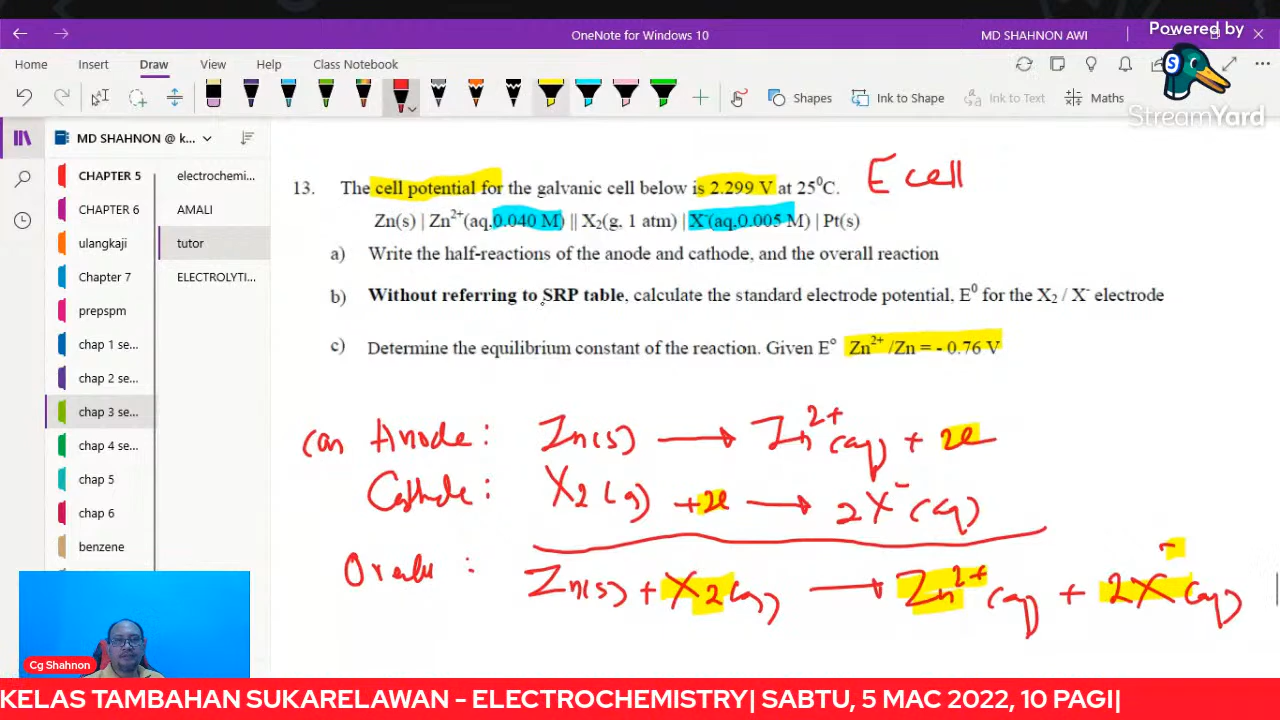 Powered by
OneNote for Windows 10
MD SHAHNON AWI
StreamYard
Home Insert Draw View Help Class Notebook
Shapes Ink to Shape Ink to Text Maths
MD SHAHNON @ k...
CHAPTER 5
CHAPTER 6
ulangkaji
Chapter 7
prepspm
chap 1 se...
chap 2 se...
chap 3 se...
chap 4 se...
chap 5
chap 6
benzene
electrochemi...
AMALI
tutor
ELECTROLYTI...
13. The cell potential for the galvanic cell below is 2.299 V at 25⁰C. E cell
Zn(s) | Zn²⁺(aq,0.040 M) || X₂(g, 1 atm) | X⁻(aq,0.005 M) | Pt(s)
a) Write the half-reactions of the anode and cathode, and the overall reaction
b) Without referring to SRP table, calculate the standard electrode potential, E⁰ for the X₂ / X⁻ electrode
c) Determine the equilibrium constant of the reaction. Given E° Zn²⁺ /Zn = - 0.76 V
Anode : Zn(s) → Zn²⁺(aq) + 2e
Cathode : X₂(g) + 2e → 2X⁻(aq)
Zn(s) + X₂(g) → Zn²⁺(aq) + 2X⁻(aq)
Cg Shahnon
KELAS TAMBAHAN SUKARELAWAN – ELECTROCHEMISTRY| SABTU, 5 MAC 2022, 10 PAGI|